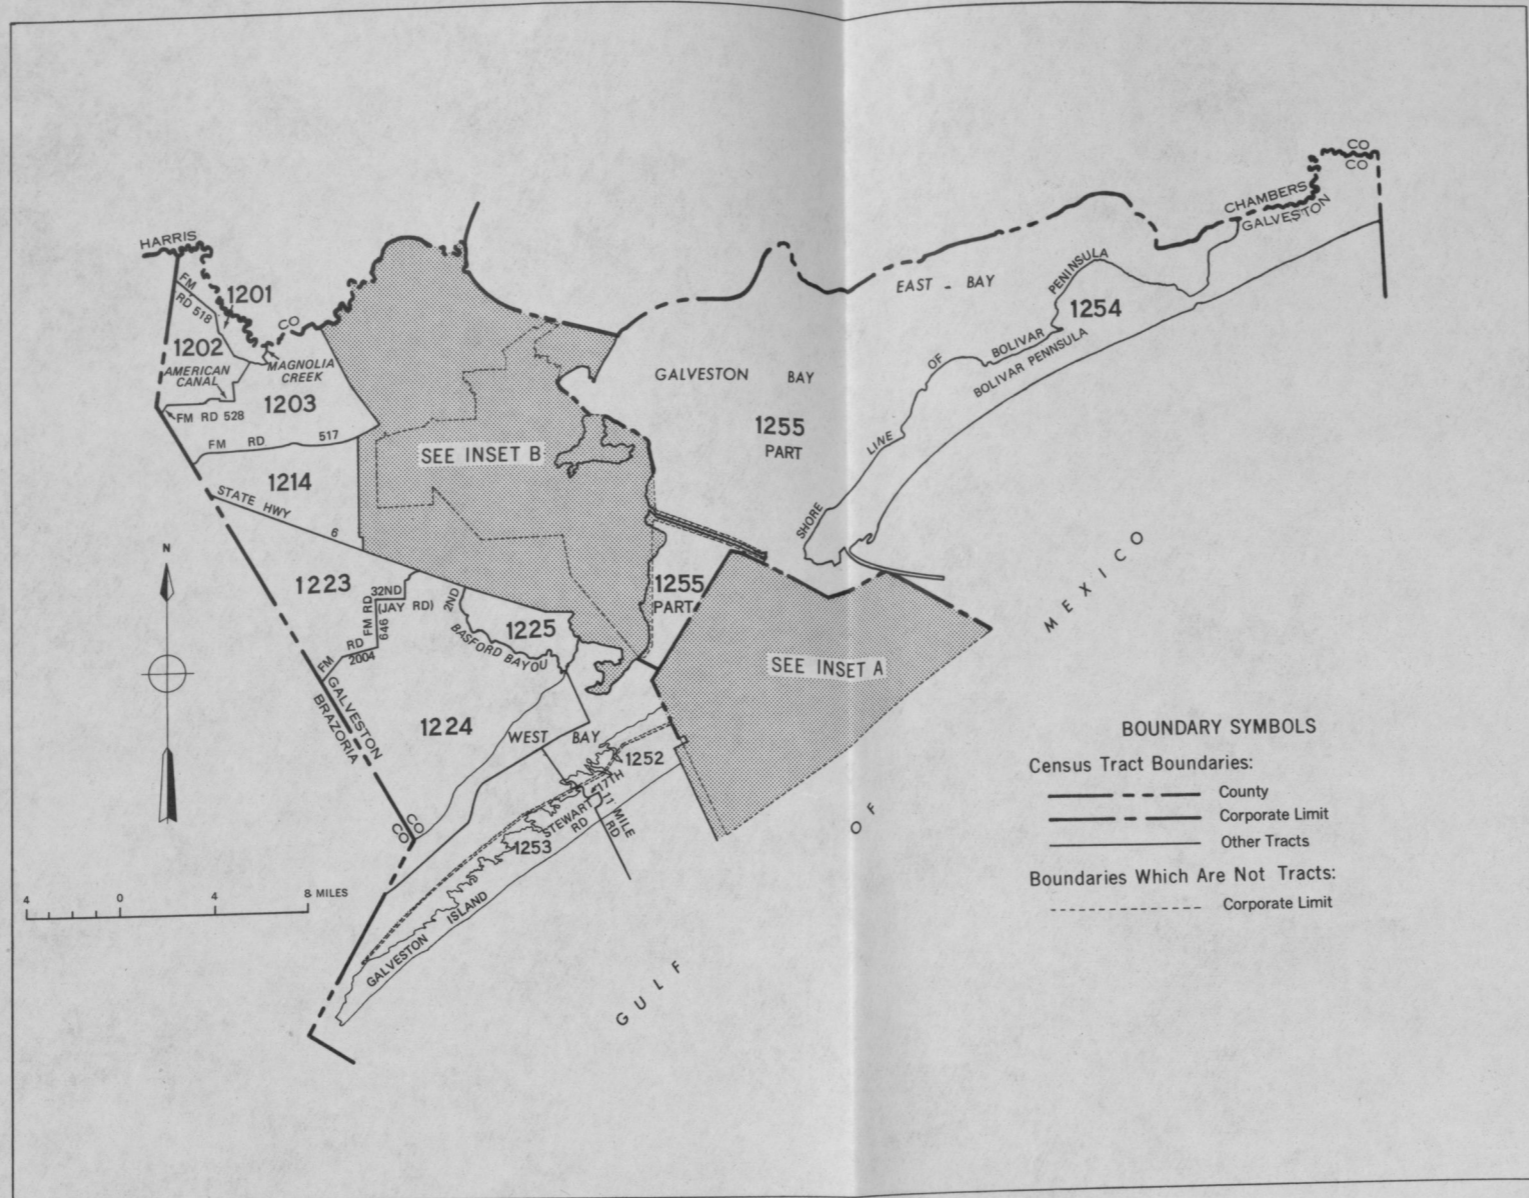 HARRIS
CO
CO
CO
CHAMBERS
GALVESTON
FM
RD 518
1201
CO
1202
AMERICAN
CANAL
MAGNOLIA
CREEK
FM RD 528
1203
FM RD 517
1214
STATE HWY 6
SEE INSET B
GALVESTON BAY
1255
PART
EAST - BAY
SHORE LINE OF BOLIVAR PENINSULA
1254
BOLIVAR PENNSULA
N
1223
32ND
(JAY RD)
FM RD
646
FM RD
2004
2ND
1225
BASFORD BAYOU
1255
PART
SEE INSET A
GALVESTON
BRAZORIA
1224
WEST BAY
1252
7TH
11 MILE
RD
STEWART
RD
1253
CO
CO
GALVESTON ISLAND
GULF OF MEXICO
4 0 4 8 MILES
BOUNDARY SYMBOLS
Census Tract Boundaries:
County
Corporate Limit
Other Tracts
Boundaries Which Are Not Tracts:
Corporate Limit